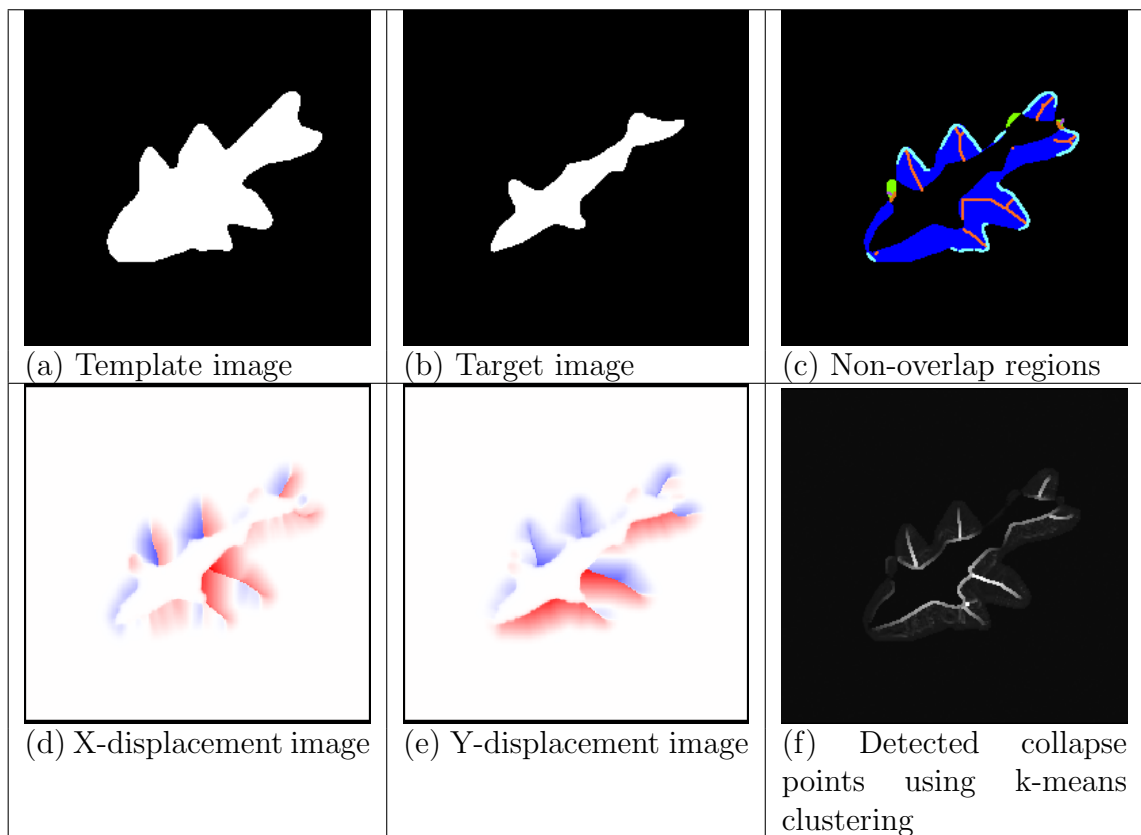 (a) Template image
(b) Target image
(c) Non-overlap regions
(d) X-displacement image
(e) Y-displacement image
(f) Detected collapse
points using k-means
clustering